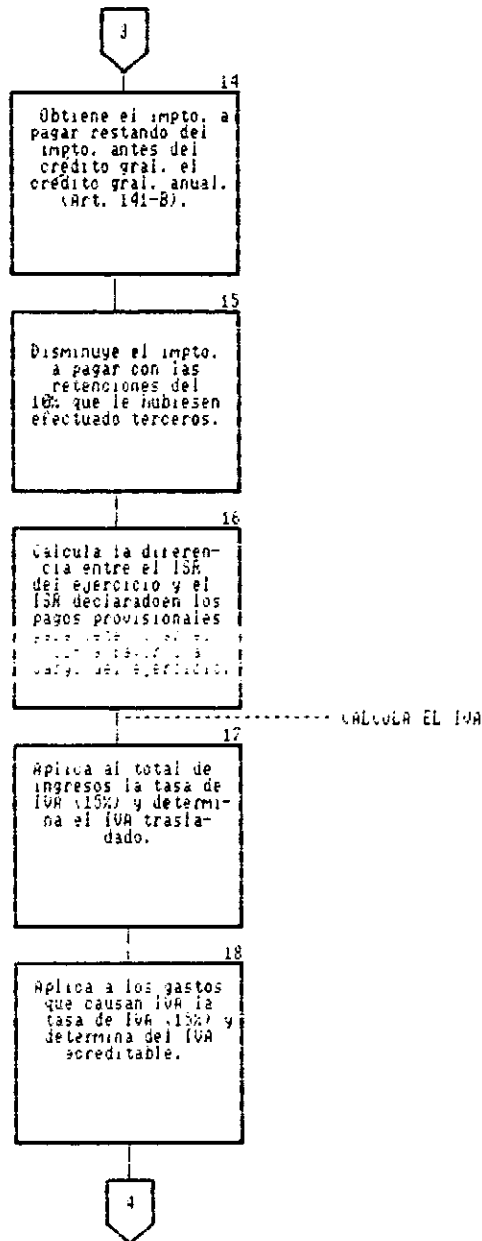 3
14
Obtiene el impto. a
pagar restando del
impto. antes del
crédito gral. el
crédito gral. anual.
(Art. 141-B).
15
Disminuye el impto.
a pagar con las
retenciones del
10% que le hubiesen
efectuado terceros.
16
Calcula la diferen-
cia entre el ISR
del ejercicio y el
ISR declaradoen los
pagos provisionales
del ejercicio.
CALCULA EL IVA
17
Aplica al total de
ingresos la tasa de
IVA (15%) y determi-
na el IVA trasla-
dado.
18
Aplica a los gastos
que causan IVA la
tasa de IVA (15%) y
determina del IVA
acreditable.
4